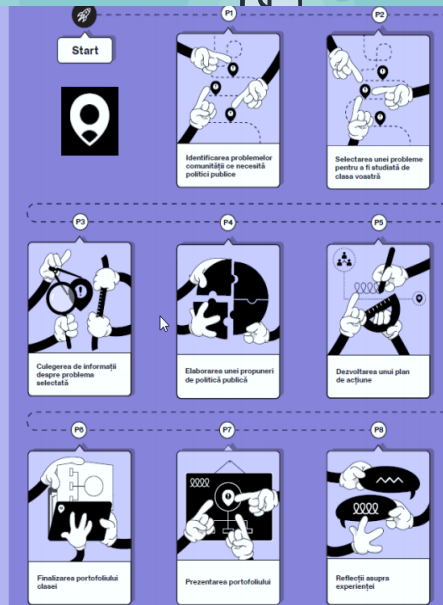 Start
P1
Identificarea problemelor
comunității ce necesită
politici publice
P2
Selectarea unei probleme
pentru a fi studiată de
clasa voastră
P3
Culegerea de informații
despre problema
selectată
P4
Elaborarea unei propuneri
de politică publică
P5
Dezvoltarea unui plan
de acțiune
P6
Finalizarea portofoliului
clasei
P7
Prezentarea portofoliului
P8
Reflecții asupra
experienței